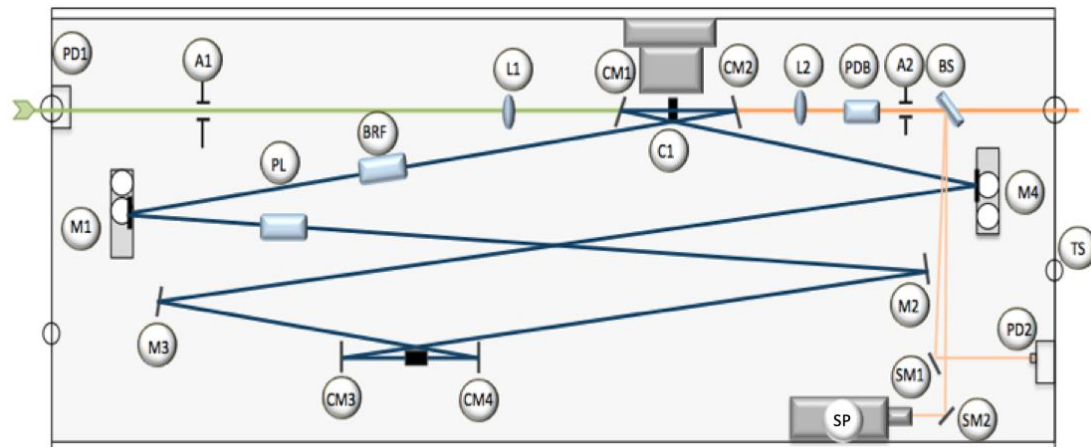 PD1
A1
L1
CM1
CM2
L2
PDB
A2
BS
BRF
C1
PL
M1
M4
TS
M2
M3
PD2
CM3
CM4
SM1
SM2
SP